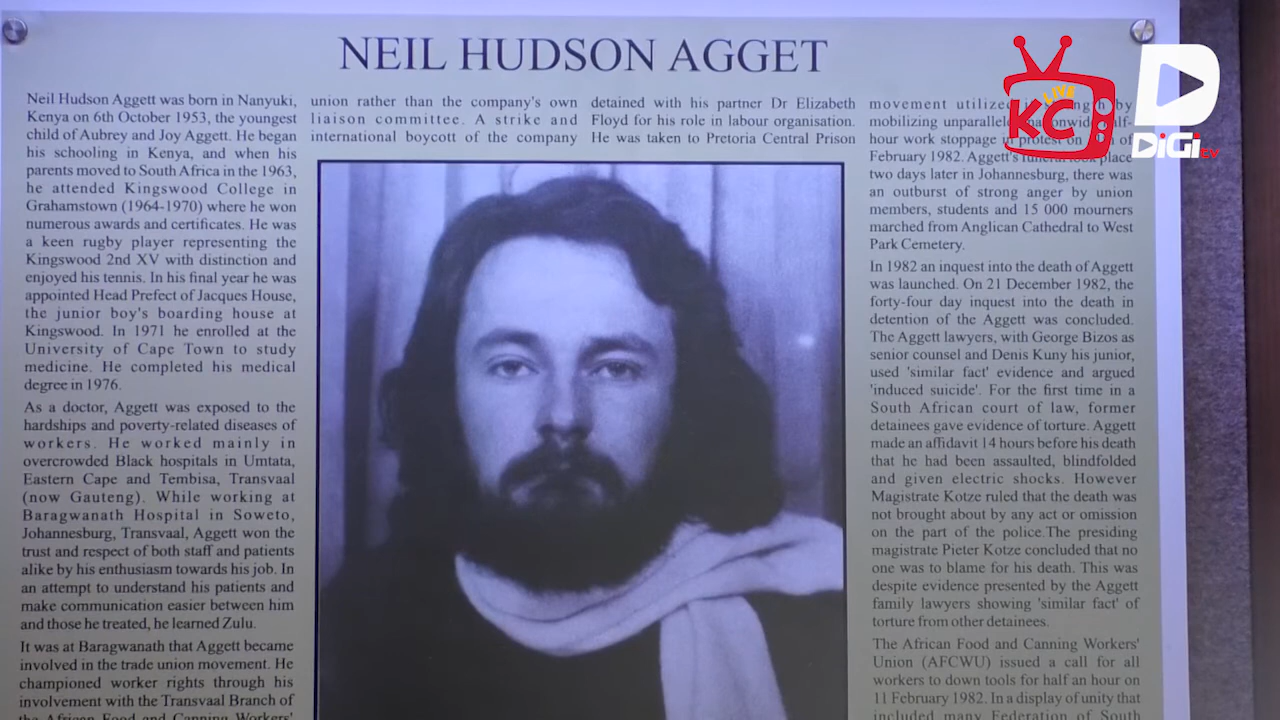 NEIL HUDSON AGGET
Neil Hudson Aggett was born in Nanyuki,
Kenya on 6th October 1953, the youngest
child of Aubrey and Joy Aggett. He began
his schooling in Kenya, and when his
parents moved to South Africa in the 1963,
he attended Kingswood College in
Grahamstown (1964-1970) where he won
numerous awards and certificates. He was
a keen rugby player representing the
Kingswood 2nd XV with distinction and
enjoyed his tennis. In his final year he was
appointed Head Prefect of Jacques House,
the junior boy's boarding house at
Kingswood. In 1971 he enrolled at the
University of Cape Town to study
medicine. He completed his medical
degree in 1976.
As a doctor, Aggett was exposed to the
hardships and poverty-related diseases of
workers. He worked mainly in
overcrowded Black hospitals in Umtata,
Eastern Cape and Tembisa, Transvaal
(now Gauteng). While working at
Baragwanath Hospital in Soweto,
Johannesburg, Transvaal, Aggett won the
trust and respect of both staff and patients
alike by his enthusiasm towards his job. In
an attempt to understand his patients and
make communication easier between him
and those he treated, he learned Zulu.
It was at Baragwanath that Aggett became
involved in the trade union movement. He
championed worker rights through his
involvement with the Transvaal Branch of
the African Food and Canning Workers'
union rather than the company's own
liaison committee. A strike and
international boycott of the company
detained with his partner Dr Elizabeth
Floyd for his role in labour organisation.
He was taken to Pretoria Central Prison
movement utilized by
mobilizing
hour work stoppage in protest on of
February 1982. Aggett's funeral took place
two days later in Johannesburg, there was
an outburst of strong anger by union
members, students and 15 000 mourners
marched from Anglican Cathedral to West
Park Cemetery.
In 1982 an inquest into the death of Aggett
was launched. On 21 December 1982, the
forty-four day inquest into the death in
detention of the Aggett was concluded.
The Aggett lawyers, with George Bizos as
senior counsel and Denis Kuny his junior,
used 'similar fact' evidence and argued
'induced suicide'. For the first time in a
South African court of law, former
detainees gave evidence of torture. Aggett
made an affidavit 14 hours before his death
that he had been assaulted, blindfolded
and given electric shocks. However
Magistrate Kotze ruled that the death was
not brought about by any act or omission
on the part of the police.The presiding
magistrate Pieter Kotze concluded that no
one was to blame for his death. This was
despite evidence presented by the Aggett
family lawyers showing 'similar fact' of
torture from other detainees.
The African Food and Canning Workers'
Union (AFCWU) issued a call for all
workers to down tools for half an hour on
11 February 1982. In a display of unity that
included many Federation of South
KC LIVE
DiGi TV